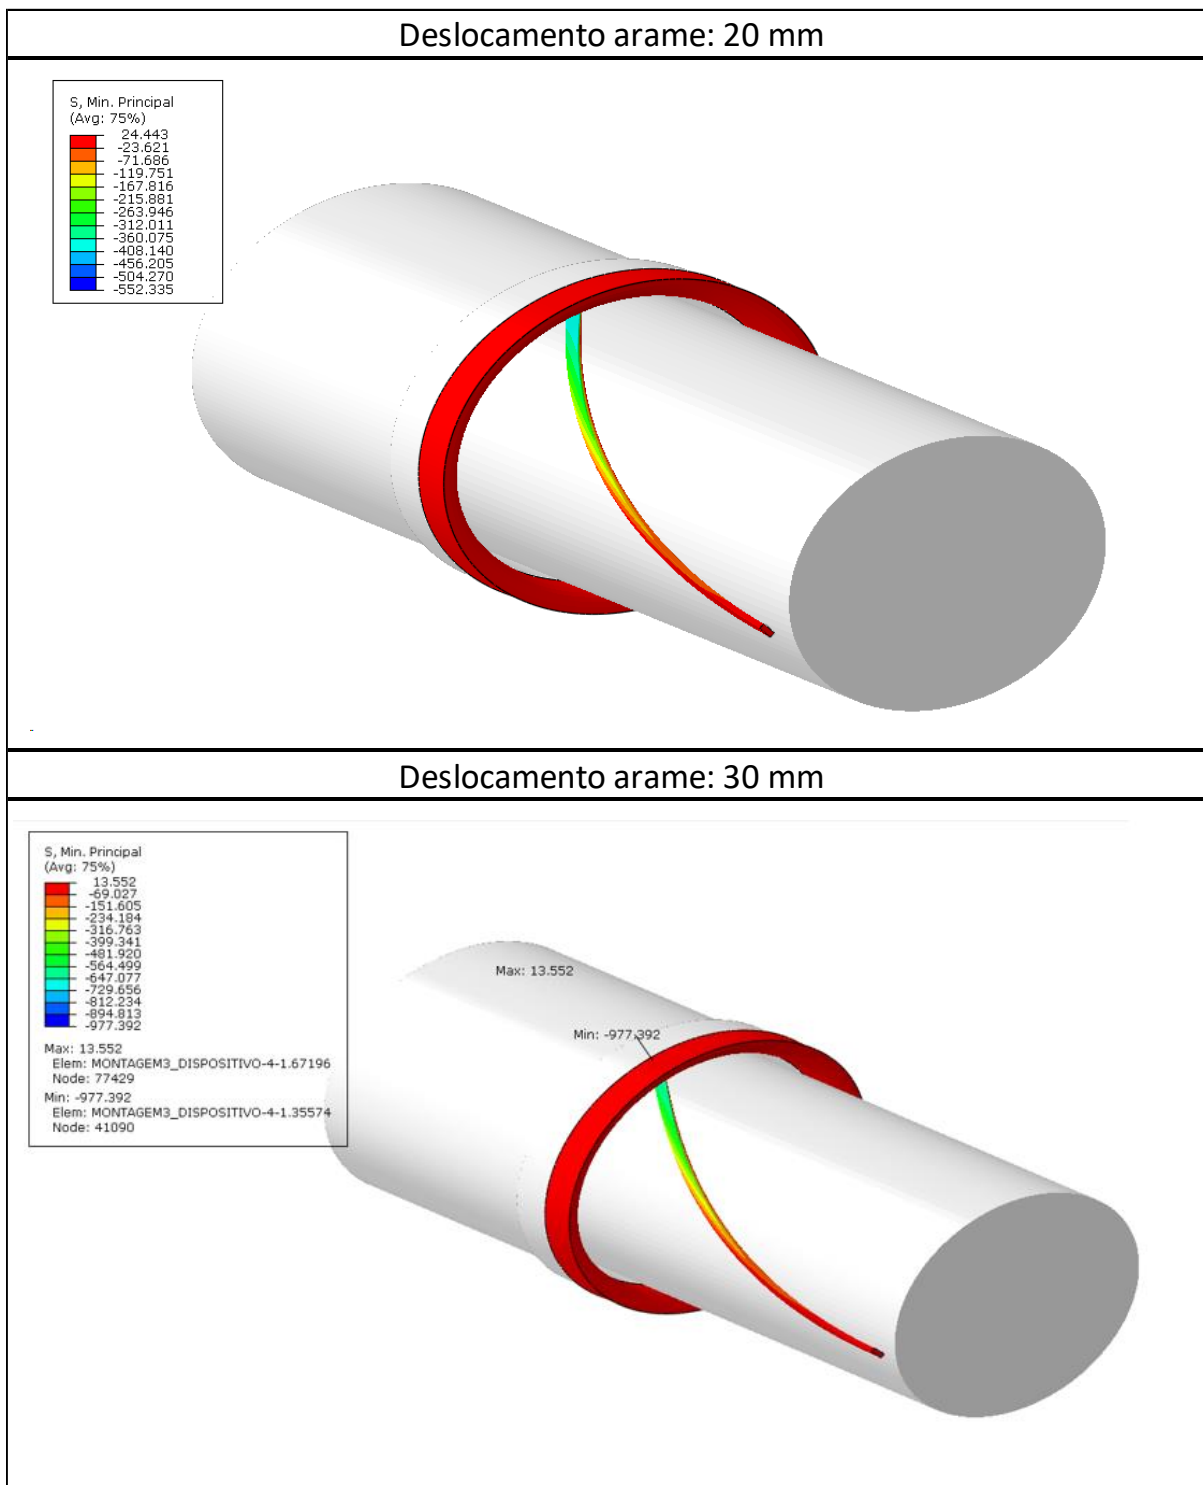 Deslocamento arame: 20 mm
S, Min. Principal
(Avg: 75%)
24.443
-23.621
-71.686
-119.751
-167.816
-215.881
-263.946
-312.011
-360.075
-408.140
-456.205
-504.270
-552.335
Deslocamento arame: 30 mm
S, Min. Principal
(Avg: 75%)
13.552
-69.027
-151.605
-234.184
-316.763
-399.341
-481.920
-564.499
-647.077
-729.656
-812.234
-894.813
-977.392
Max: 13.552
Elem: MONTAGEM3_DISPOSITIVO-4-1.67196
Node: 77429
Min: -977.392
Elem: MONTAGEM3_DISPOSITIVO-4-1.35574
Node: 41090
Max: 13.552
Min: -977.392